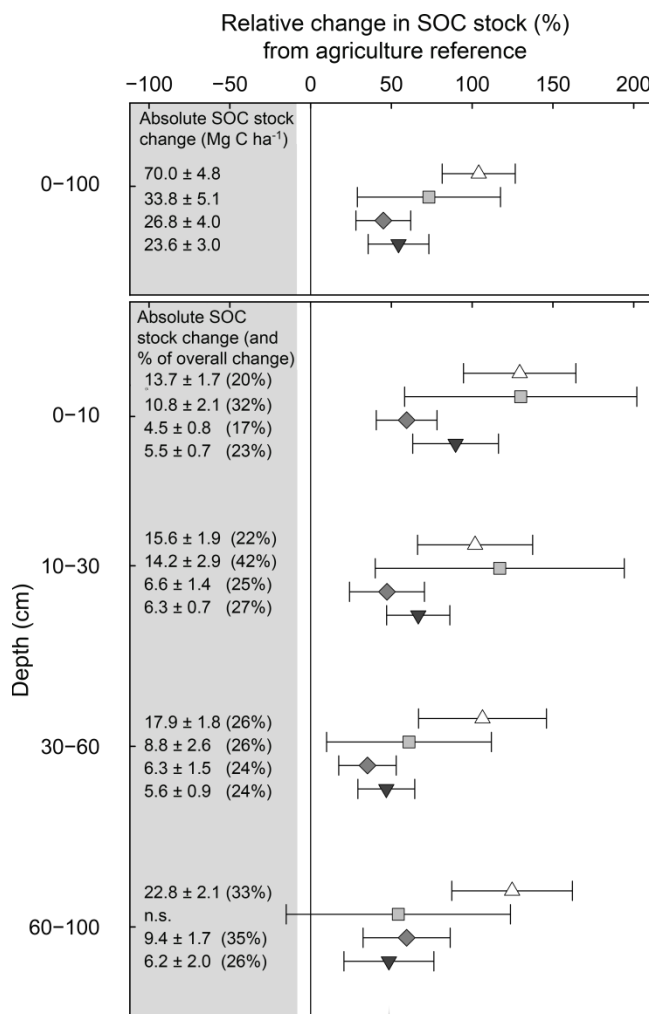 Relative change in SOC stock (%)
from agriculture reference
−100 −50 0 50 100 150 200
Absolute SOC stock
change (Mg C ha⁻¹)
0−100
70.0 ± 4.8
33.8 ± 5.1
26.8 ± 4.0
23.6 ± 3.0
Absolute SOC
stock change (and
% of overall change)
0−10
13.7 ± 1.7 (20%)
10.8 ± 2.1 (32%)
4.5 ± 0.8 (17%)
5.5 ± 0.7 (23%)
10−30
15.6 ± 1.9 (22%)
14.2 ± 2.9 (42%)
6.6 ± 1.4 (25%)
6.3 ± 0.7 (27%)
Depth (cm)
30−60
17.9 ± 1.8 (26%)
8.8 ± 2.6 (26%)
6.3 ± 1.5 (24%)
5.6 ± 0.9 (24%)
60−100
22.8 ± 2.1 (33%)
n.s.
9.4 ± 1.7 (35%)
6.2 ± 2.0 (26%)